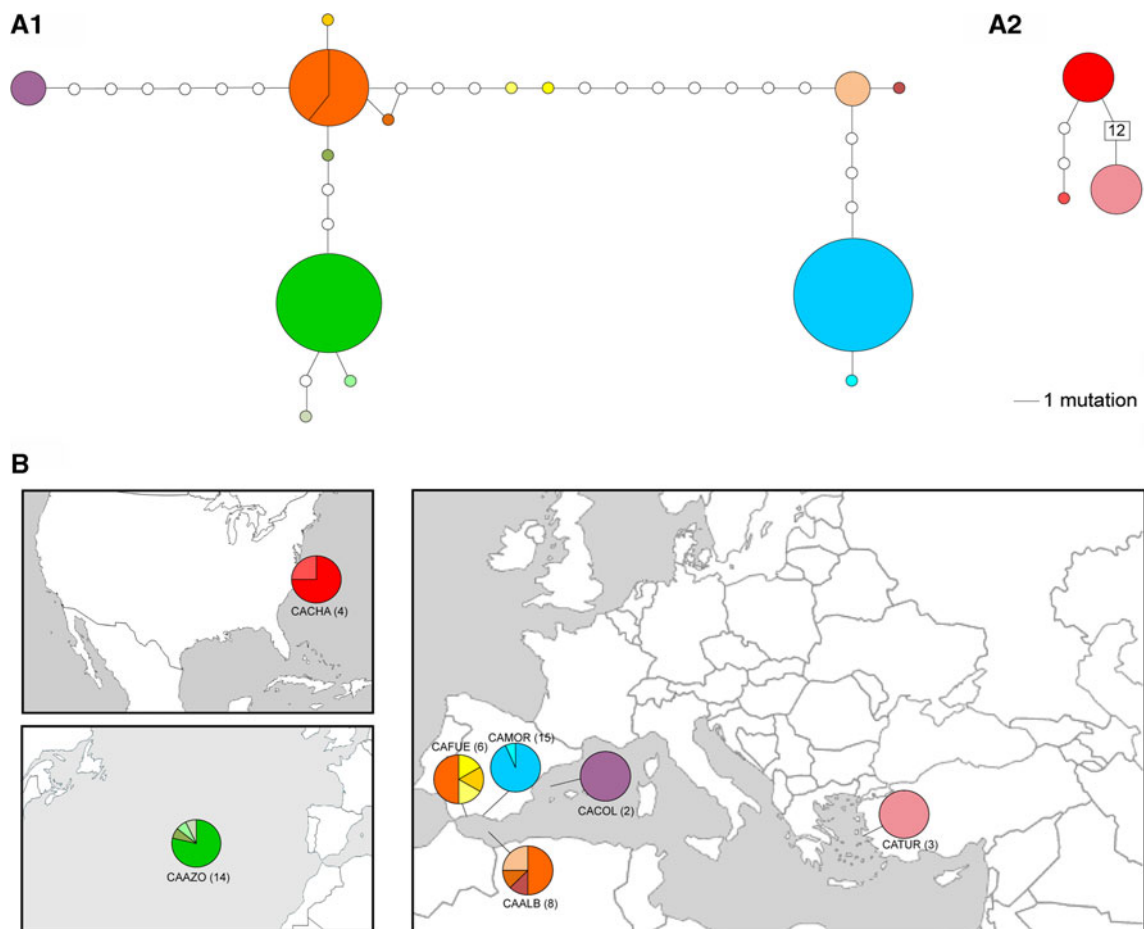 A1
A2
12
1 mutation
B
CACHA (4)
CAAZO (14)
CAFUE (6)
CAMOR (15)
CACOL (2)
CAALB (8)
CATUR (3)